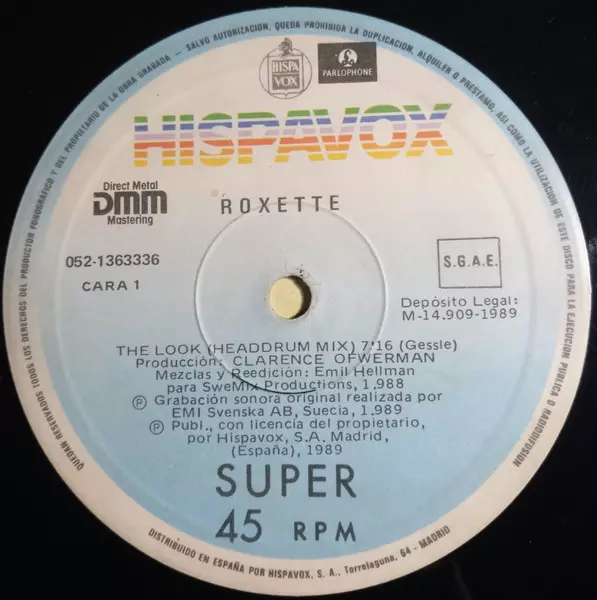 QUEDAN RESERVADOS TODOS LOS DERECHOS DEL PRODUCTOR FONOGRAFICO Y DEL PROPIETARIO DE LA OBRA GRABADA - SALVO AUTORIZACION, QUEDA PROHIBIDA LA DUPLICACION, ALQUILER O PRESTAMO, ASI COMO LA UTILIZACION DE ESTE DISCO PARA LA EJECUCION PUBLICA O RADIODIFUSION
HISPA
VOX
PARLOPHONE
HISPAVOX
Direct Metal
DMM
Mastering
ROXETTE
052-1363336
CARA 1
S.G.A.E.
Depósito Legal:
M-14.909-1989
THE LOOK (HEADDRUM MIX) 7'16 (Gessle)
Producción: CLARENCE OFWERMAN
Mezclas y Reedición: Emil Hellman
para SweMix Productions, 1.988
Ⓟ Grabación sonora original realizada por
EMI Svenska AB, Suecia, 1.989
Ⓟ Publ., con licencia del propietario,
por Hispavox, S.A. Madrid,
(España), 1989
SUPER
45 RPM
DISTRIBUIDO EN ESPAÑA POR HISPAVOX, S. A., Torrelaguna, 64 - MADRID